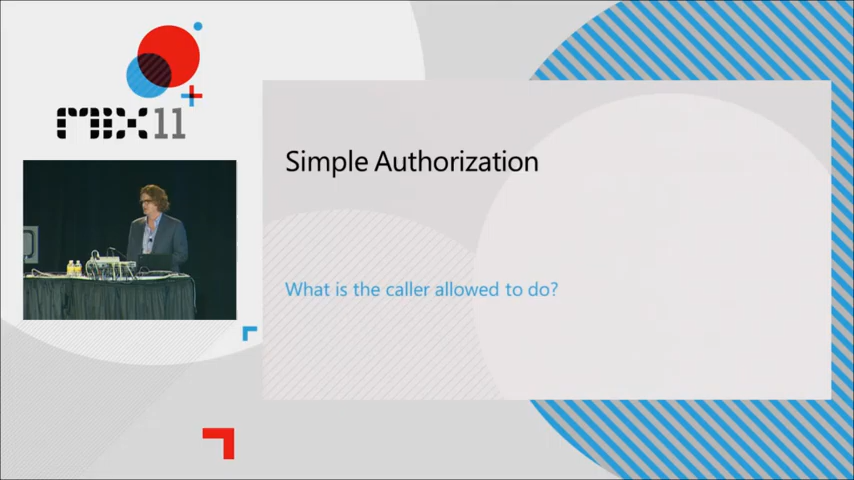 MIX11
Simple Authorization
What is the caller allowed to do?